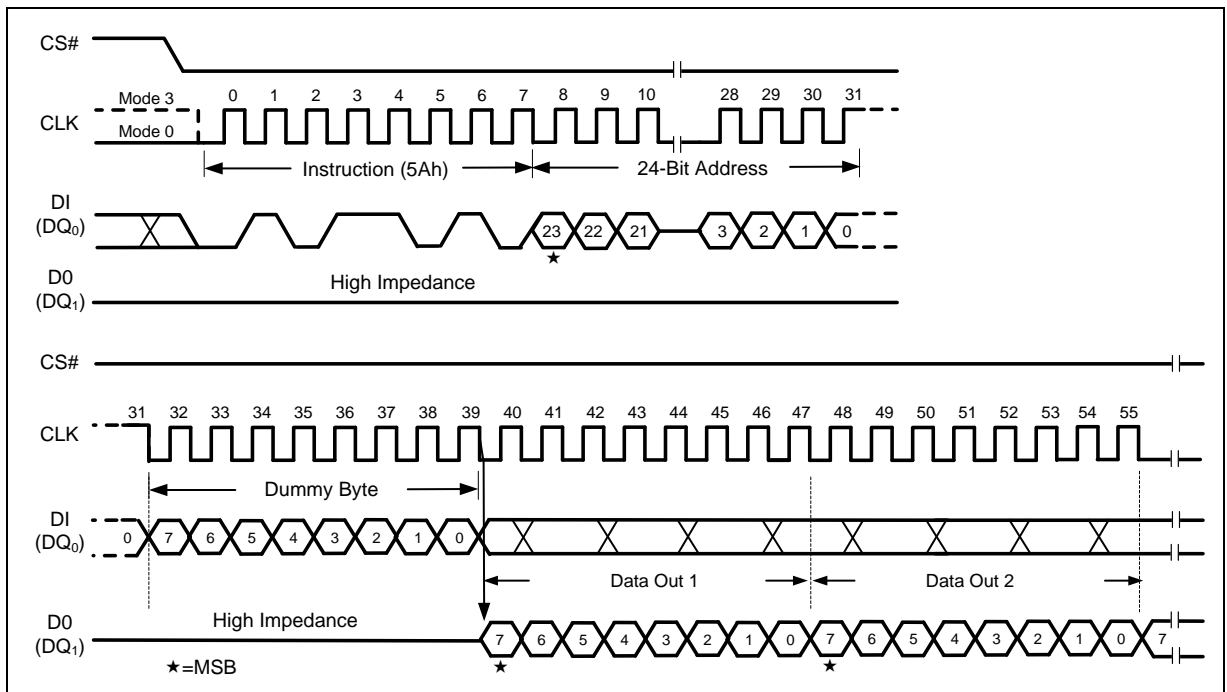 CS#
Mode 3
0 1 2 3 4 5 6 7 8 9 10 28 29 30 31
CLK
Mode 0
Instruction (5Ah) 24-Bit Address
DI
(DQ0)
23 22 21 3 2 1 0
★
D0
(DQ1)
High Impedance
CS#
31 32 33 34 35 36 37 38 39 40 41 42 43 44 45 46 47 48 49 50 51 52 53 54 55
CLK
Dummy Byte
DI
(DQ0)
0 7 6 5 4 3 2 1 0
Data Out 1 Data Out 2
D0
(DQ1)
High Impedance
7 6 5 4 3 2 1 0 7 6 5 4 3 2 1 0 7
★=MSB ★ ★